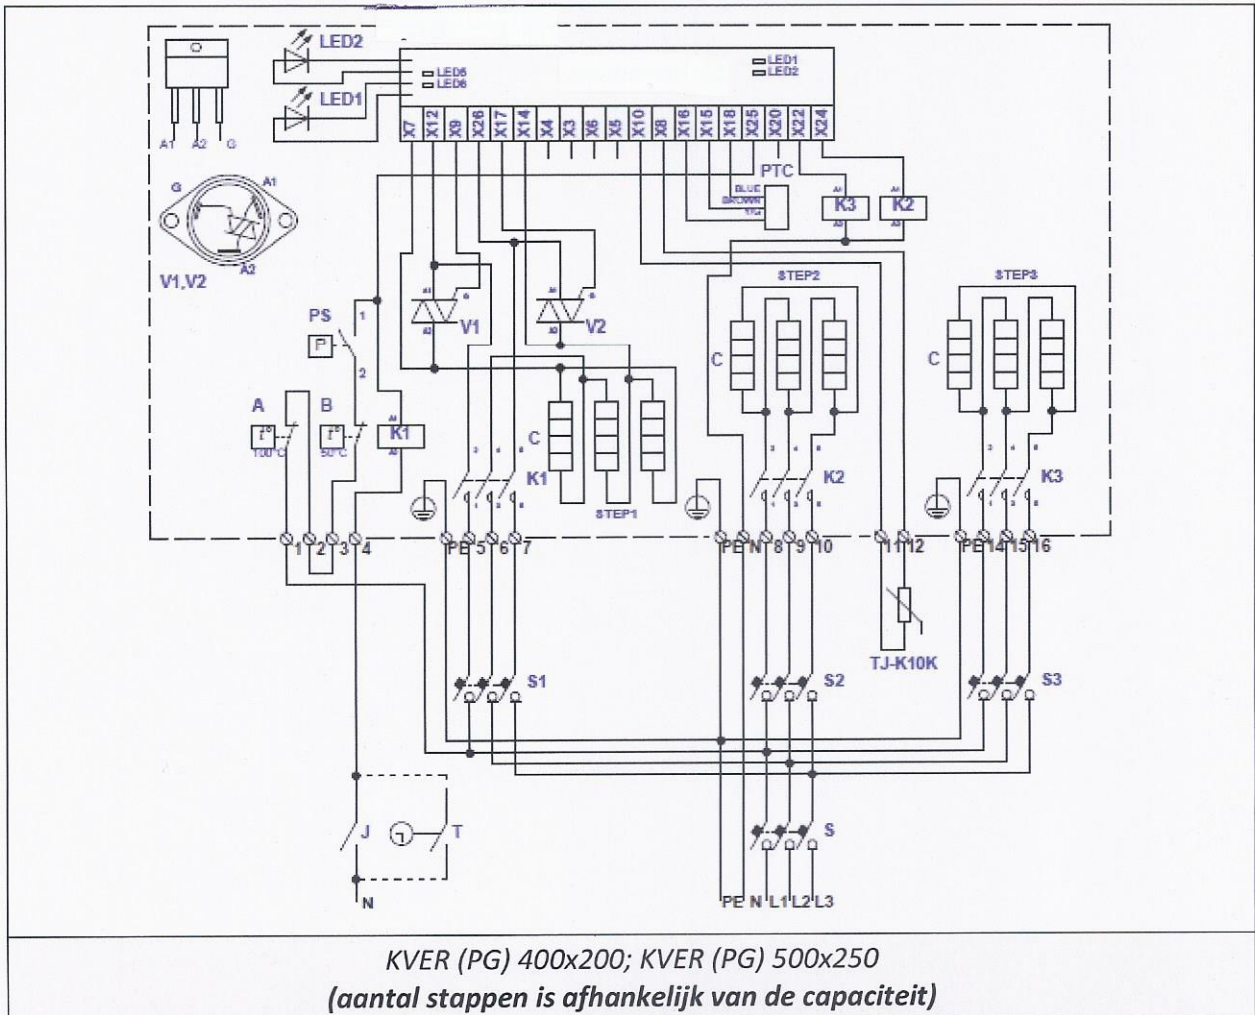 LED2
LED5
LED6
LED1
LED2
LED1
X7 X12 X9 X26 X17 X14 X4 X3 X6 X5 X10 X8 X16 X15 X18 X25 X20 X22 X24
A1 A2 G
PTC
BLUE
BROWN
G A1
A2
V1,V2
K3 K2
STEP2 STEP3
V1 V2
PS 1
P
2
C C
A B
t° t° K1
100°C 50°C
C
K1 K2 K3
STEP1
1 2 3 4 PE 5 6 7 PE N 8 9 10 11 12 PE 14 15 16
TJ-K10K
S1 S2 S3
J T S
N PE N L1 L2 L3
KVER (PG) 400x200; KVER (PG) 500x250
(aantal stappen is afhankelijk van de capaciteit)